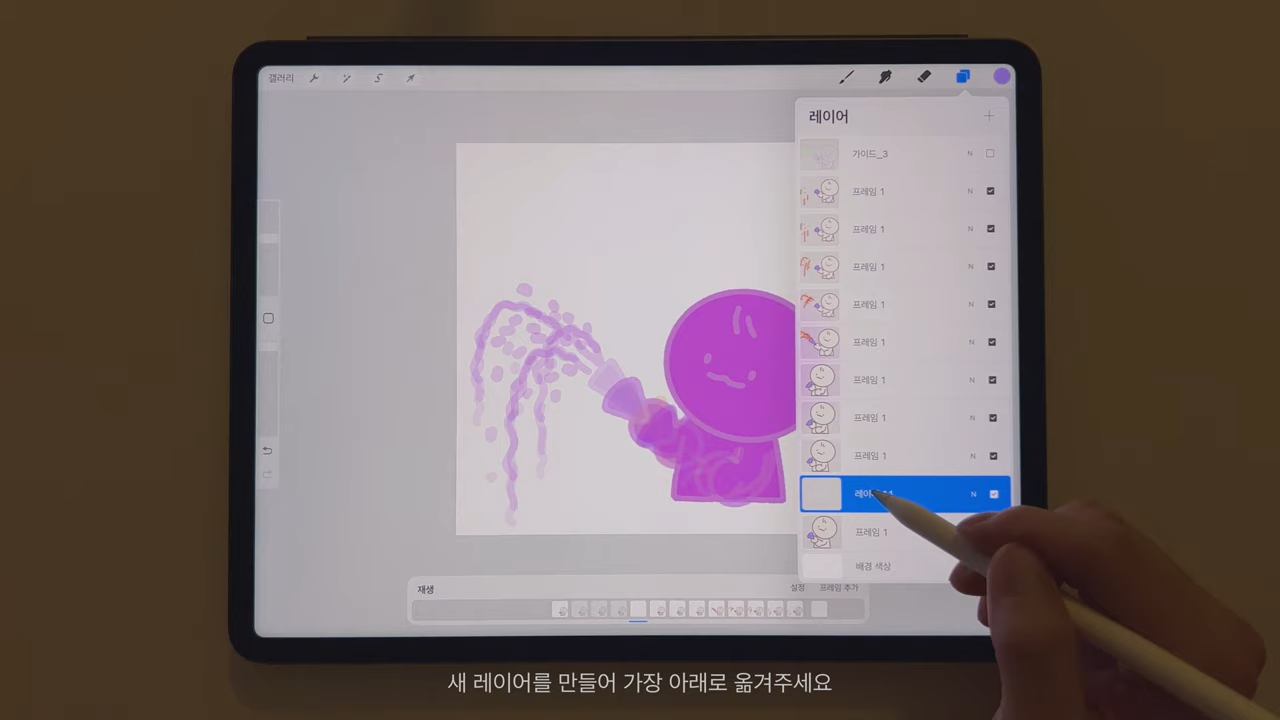 갤러리
레이어
가이드_3 N
프레임 1 N
프레임 1 N
프레임 1 N
프레임 1 N
프레임 1 N
프레임 1 N
프레임 1 N
프레임 1 N
N
프레임 1
배경 색상
재생 설정 프레임 추가
새 레이어를 만들어 가장 아래로 옮겨주세요